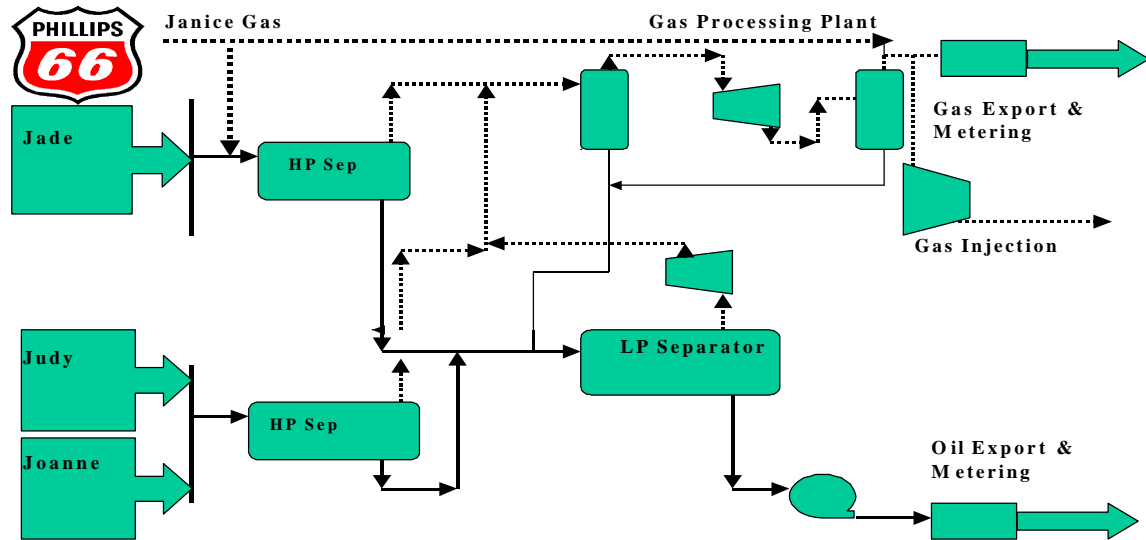 PHILLIPS
66
Janice Gas
Gas Processing Plant
Jade
HP Sep
Gas Export &
Metering
Gas Injection
Judy
LP Separator
HP Sep
Joanne
Oil Export &
Metering